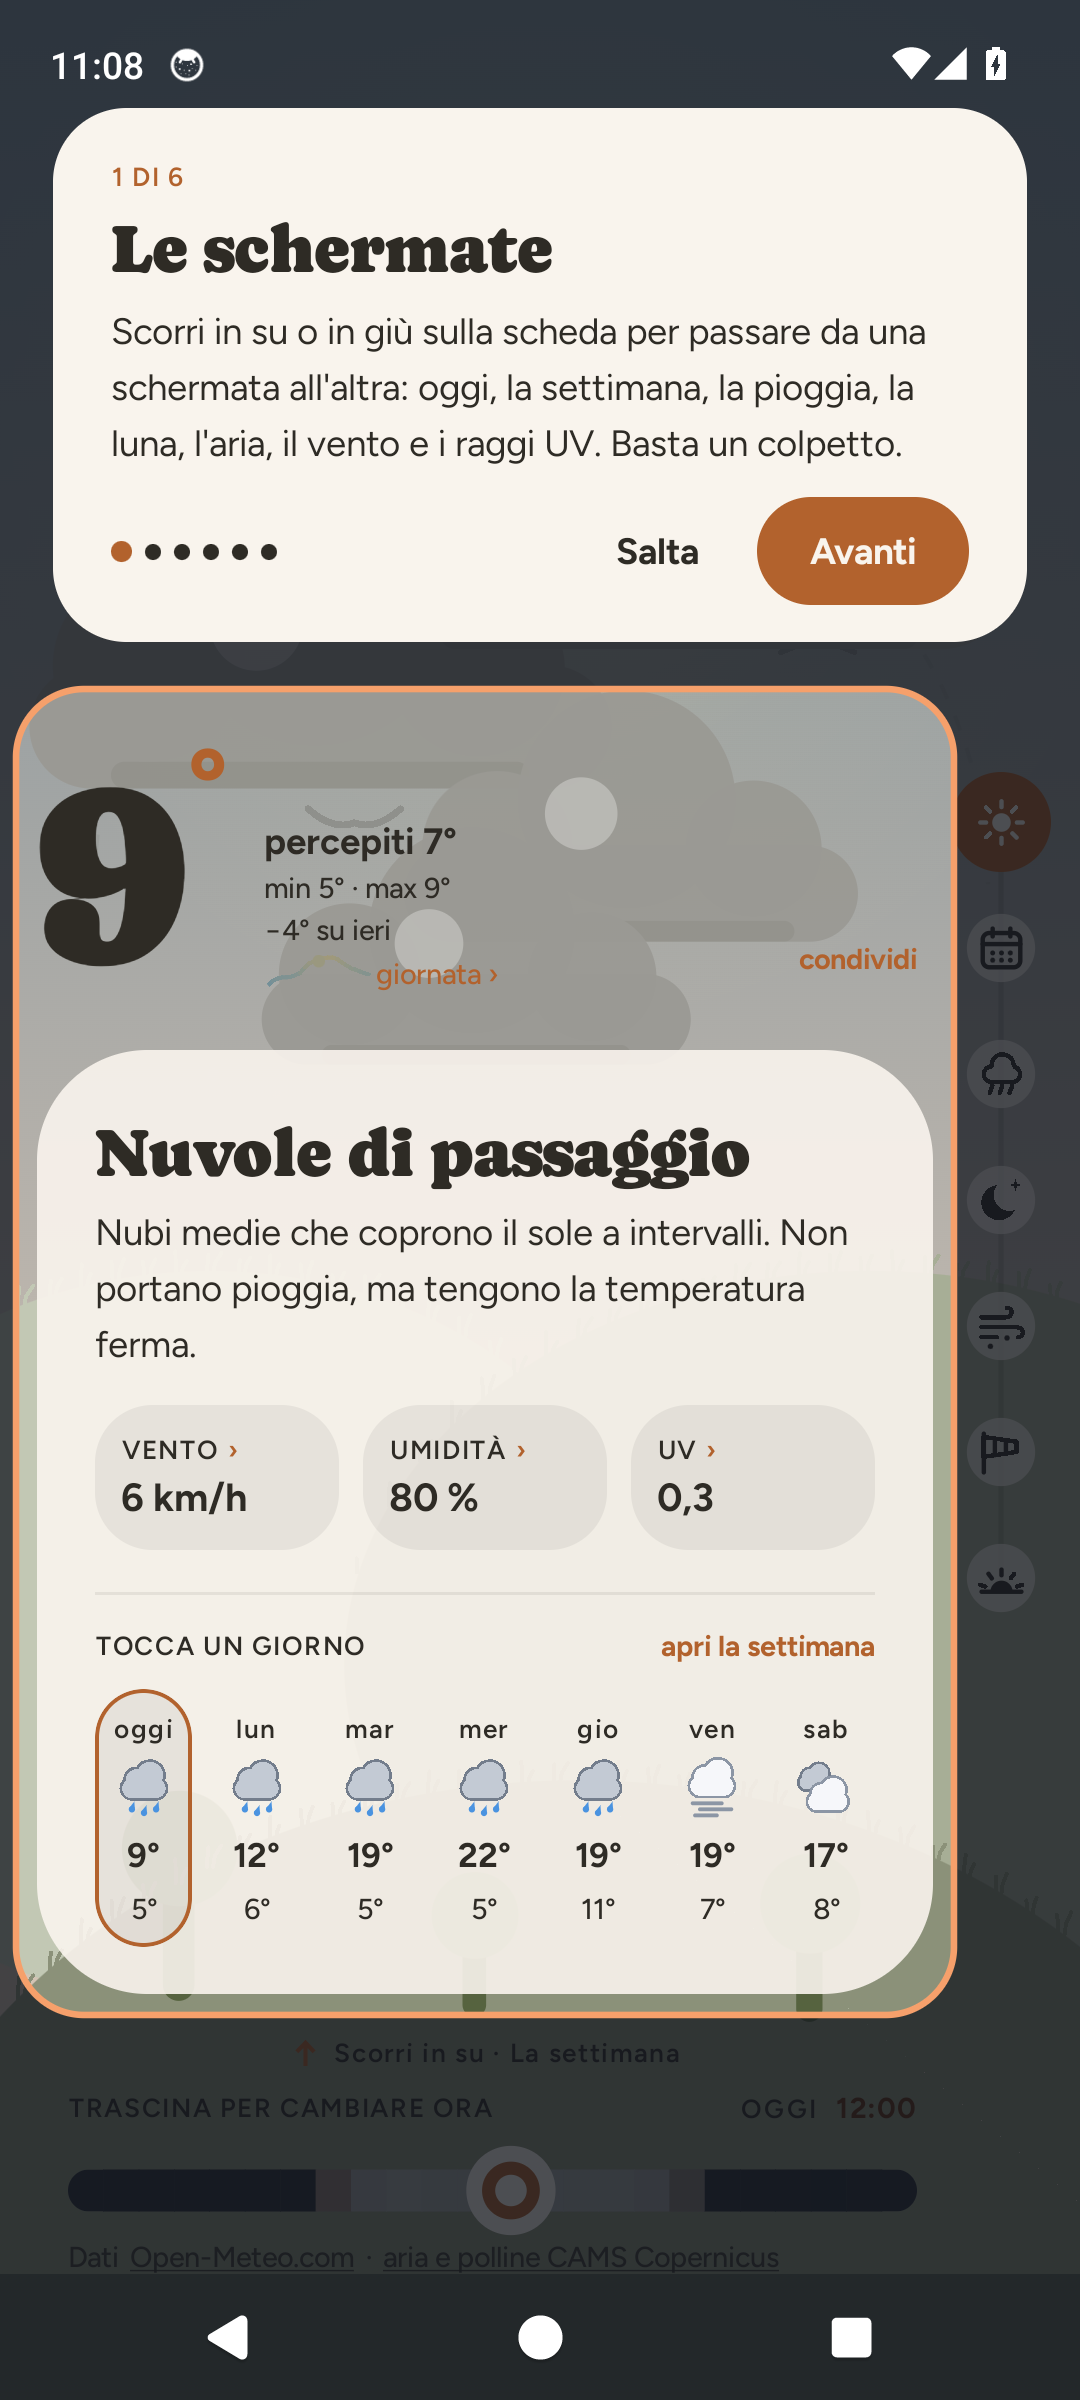 11:08
1 DI 6
Le schermate
Scorri in su o in giù sulla scheda per passare da una
schermata all'altra: oggi, la settimana, la pioggia, la
luna, l'aria, il vento e i raggi UV. Basta un colpetto.
Salta
Avanti
9
percepiti 7°
min 5° · max 9°
−4° su ieri
giornata ›
condividi
Nuvole di passaggio
Nubi medie che coprono il sole a intervalli. Non
portano pioggia, ma tengono la temperatura
ferma.
VENTO › UMIDITÀ › UV ›
6 km/h 80 % 0,3
TOCCA UN GIORNO apri la settimana
oggi lun mar mer gio ven sab
9° 12° 19° 22° 19° 19° 17°
5° 6° 5° 5° 11° 7° 8°
↑ Scorri in su · La settimana
TRASCINA PER CAMBIARE ORA OGGI 12:00
Dati Open-Meteo.com · aria e polline CAMS Copernicus